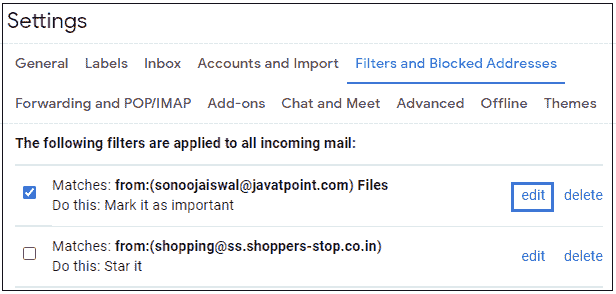 Settings
General Labels Inbox Accounts and Import Filters and Blocked Addresses
Forwarding and POP/IMAP Add-ons Chat and Meet Advanced Offline Themes
The following filters are applied to all incoming mail:
Matches: from:(sonoojaiswal@javatpoint.com) Files edit delete
Do this: Mark it as important
Matches: from:(shopping@ss.shoppers-stop.co.in) edit delete
Do this: Star it